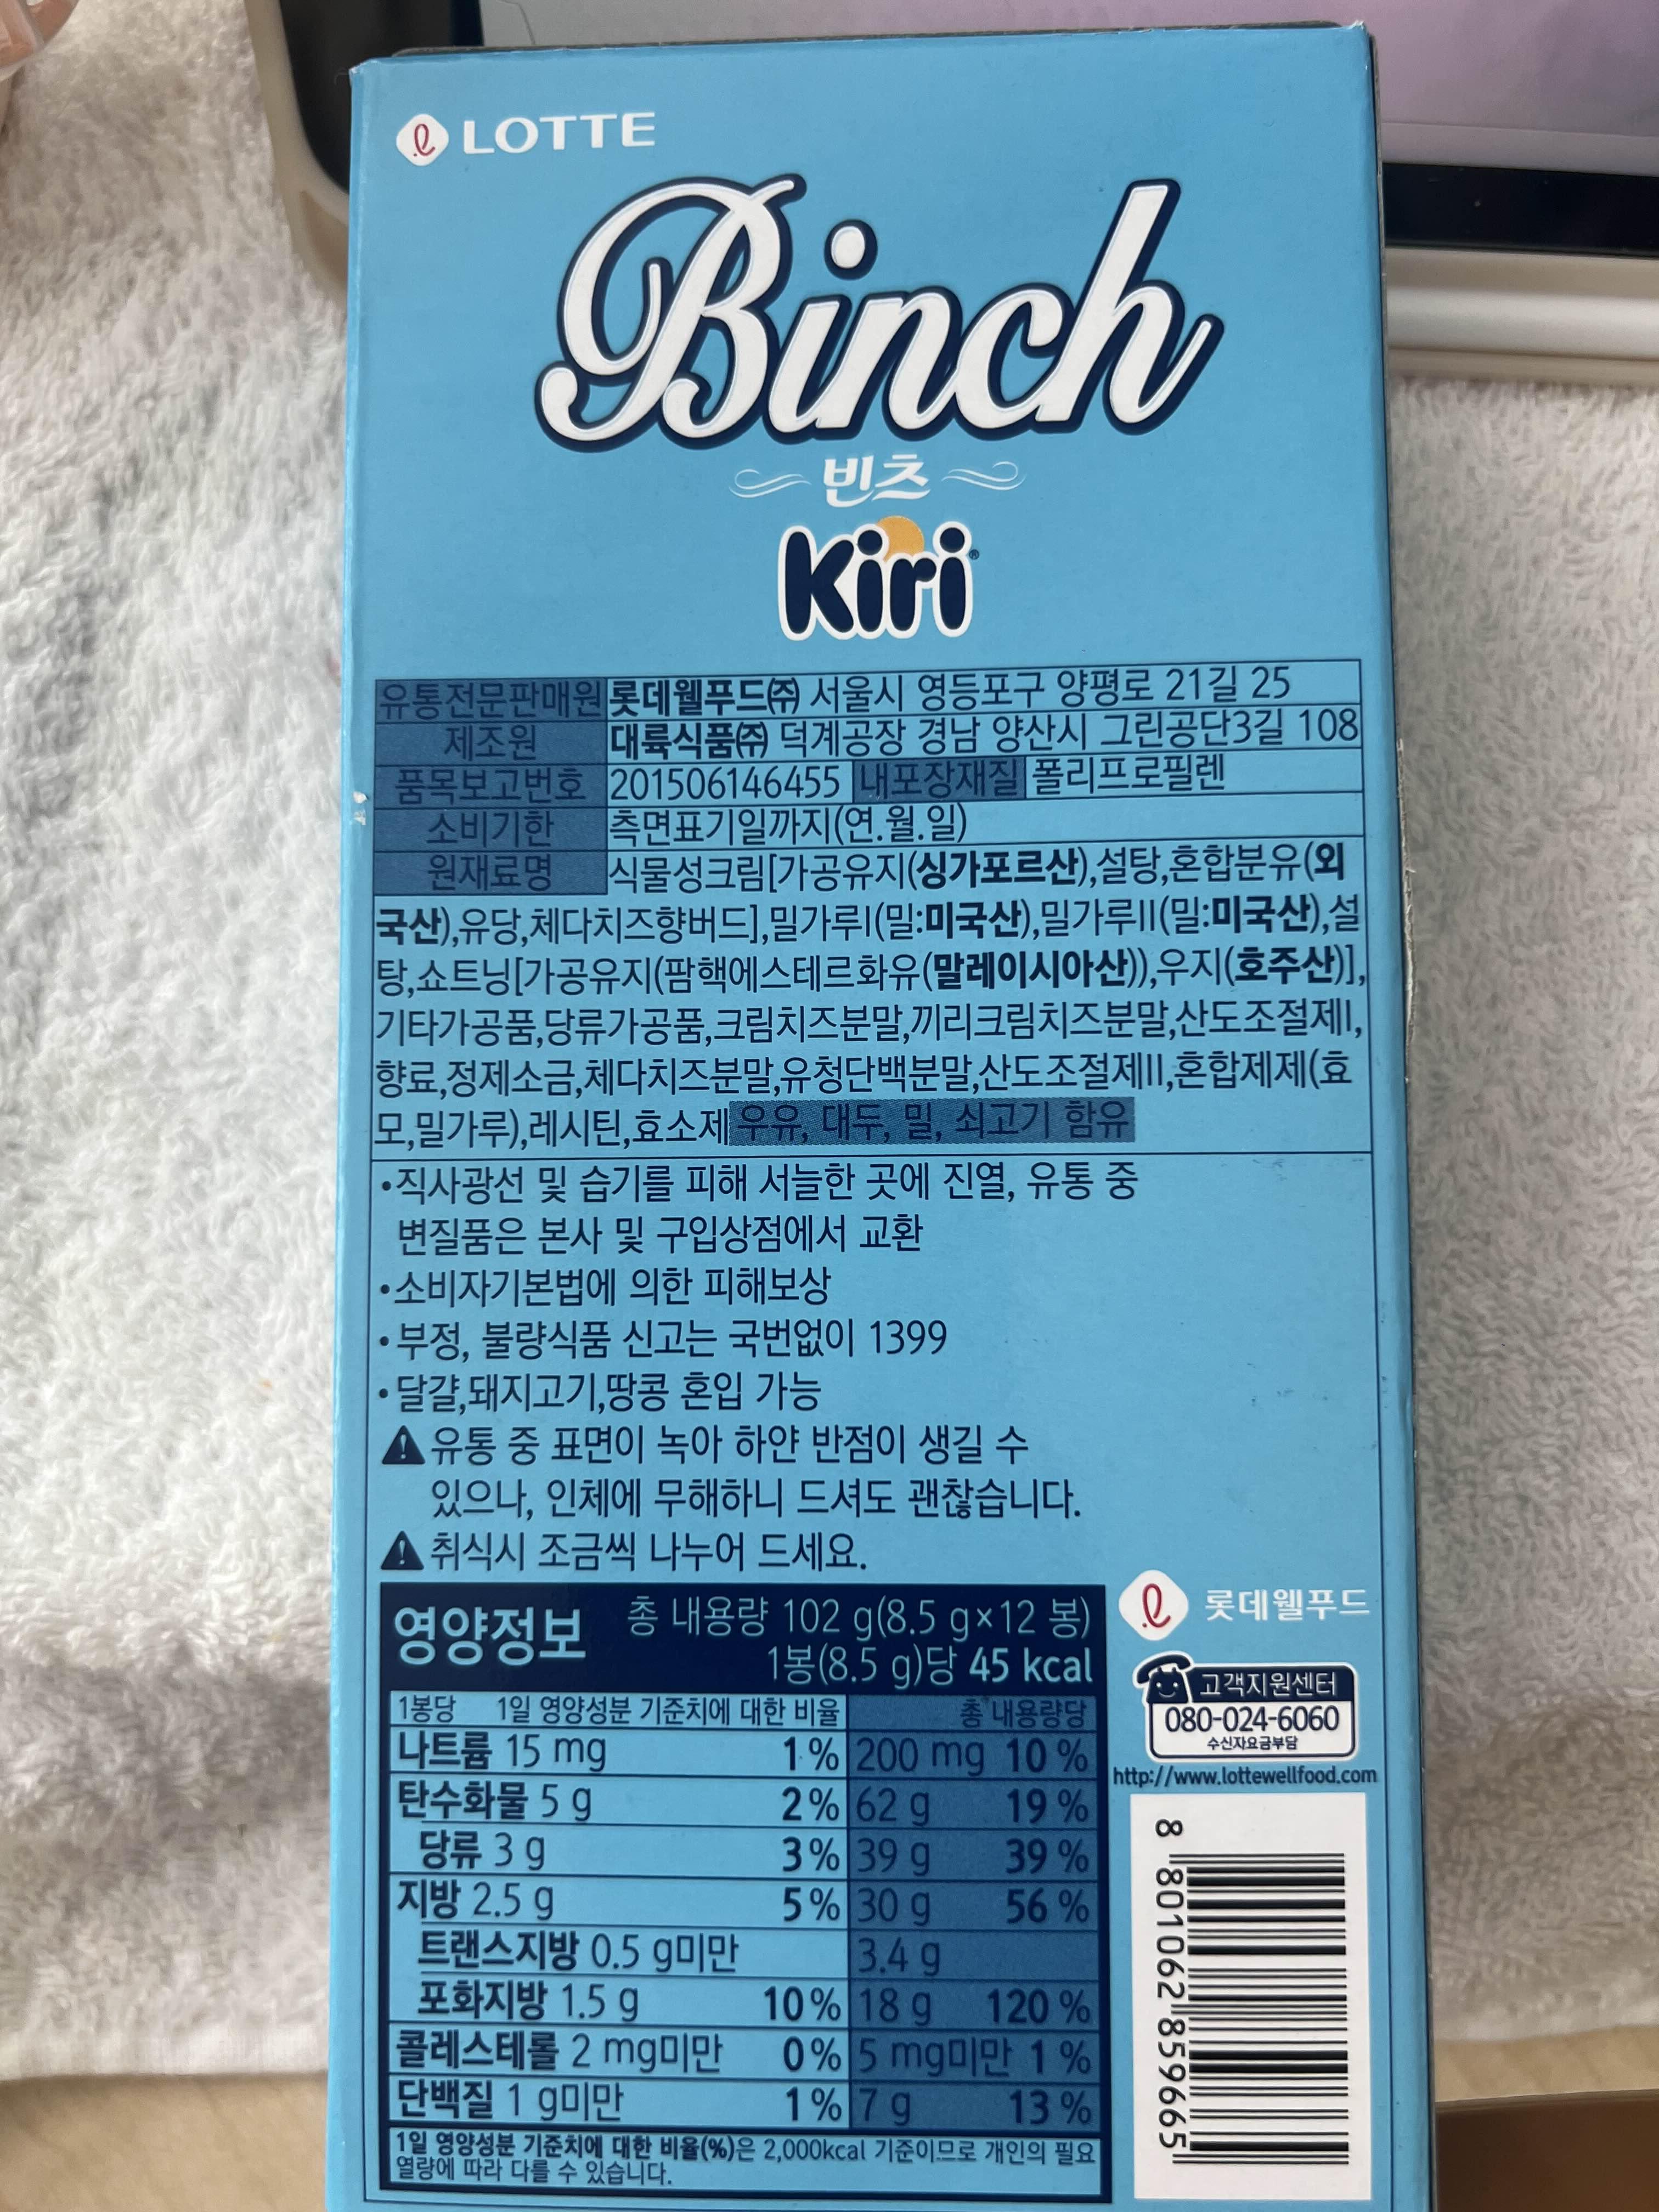 LOTTE
Binch
빈츠
Kiri
유통전문판매원 롯데웰푸드㈜ 서울시 영등포구 양평로 21길 25
제조원 대륙식품㈜ 덕계공장 경남 양산시 그린공단3길 108
품목보고번호 201506146455 내포장재질 폴리프로필렌
소비기한 측면표기일까지(연.월.일)
원재료명 식물성크림[가공유지(싱가포르산),설탕,혼합분유(외
국산),유당,체다치즈향버드],밀가루I(밀:미국산),밀가루II(밀:미국산),설
탕,쇼트닝[가공유지(팜핵에스테르화유(말레이시아산)),우지(호주산)],
기타가공품,당류가공품,크림치즈분말,끼리크림치즈분말,산도조절제I,
향료,정제소금,체다치즈분말,유청단백분말,산도조절제II,혼합제제(효
모,밀가루),레시틴,효소제 우유, 대두, 밀, 쇠고기 함유
•직사광선 및 습기를 피해 서늘한 곳에 진열, 유통 중
변질품은 본사 및 구입상점에서 교환
•소비자기본법에 의한 피해보상
•부정, 불량식품 신고는 국번없이 1399
•달걀,돼지고기,땅콩 혼입 가능
유통 중 표면이 녹아 하얀 반점이 생길 수
있으나, 인체에 무해하니 드셔도 괜찮습니다.
취식시 조금씩 나누어 드세요.
영양정보 총 내용량 102 g(8.5 g×12 봉)
1봉(8.5 g)당 45 kcal
1봉당 1일 영양성분 기준치에 대한 비율 총 내용량당
나트륨 15 mg 1 % 200 mg 10 %
탄수화물 5 g 2 % 62 g 19 %
당류 3 g 3 % 39 g 39 %
지방 2.5 g 5 % 30 g 56 %
트랜스지방 0.5 g미만 3.4 g
포화지방 1.5 g 10 % 18 g 120 %
콜레스테롤 2 mg미만 0 % 5 mg미만 1 %
단백질 1 g미만 1 % 7 g 13 %
1일 영양성분 기준치에 대한 비율(%)은 2,000kcal 기준이므로 개인의 필요
열량에 따라 다를 수 있습니다.
롯데웰푸드
고객지원센터
080-024-6060
수신자요금부담
http://www.lottewellfood.com
8 801062 859665